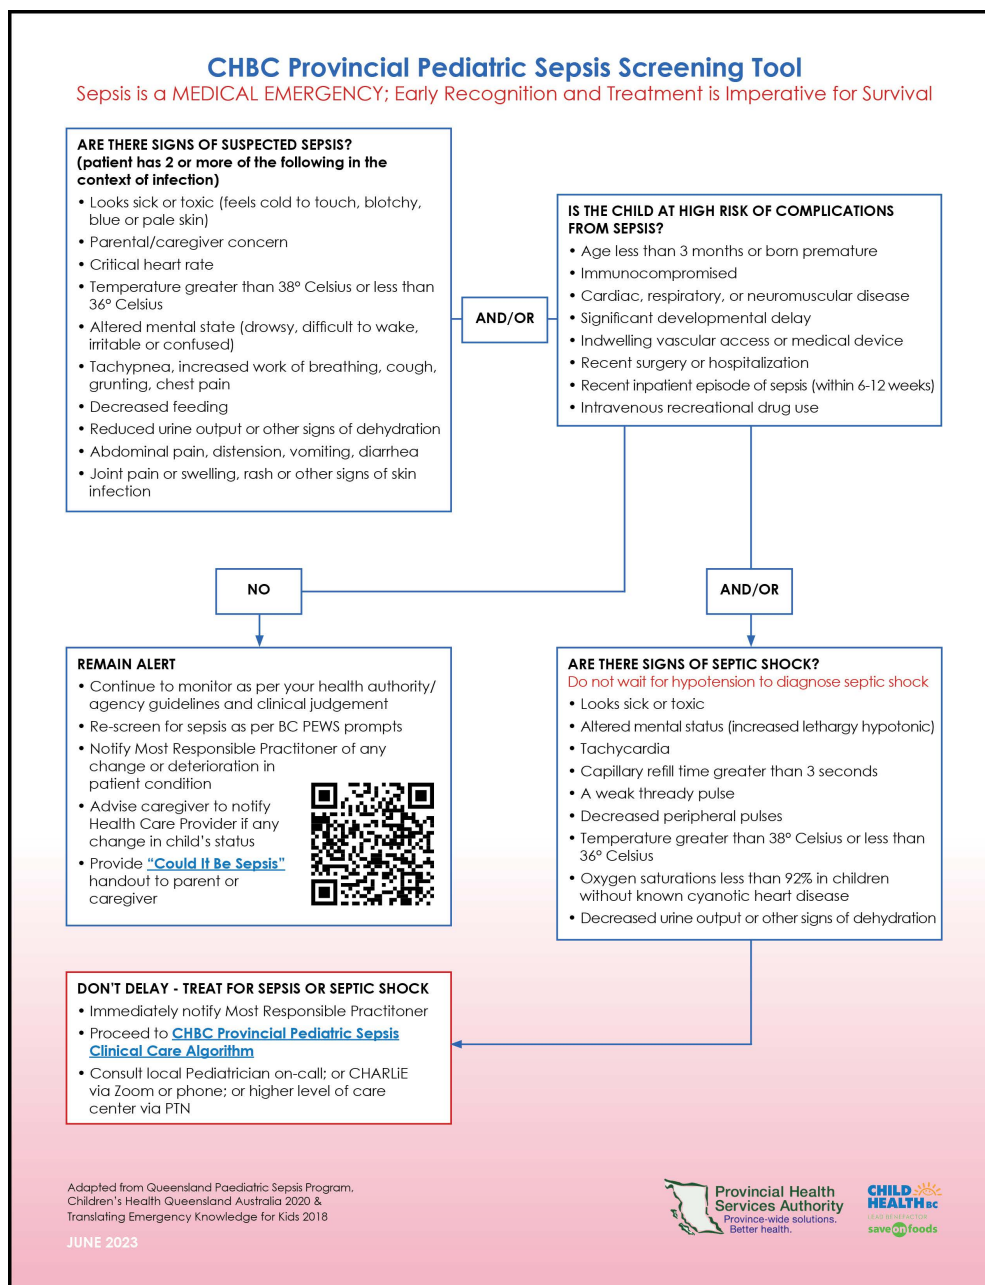 CHBC Provincial Pediatric Sepsis Screening Tool
Sepsis is a MEDICAL EMERGENCY; Early Recognition and Treatment is Imperative for Survival
ARE THERE SIGNS OF SUSPECTED SEPSIS?
(patient has 2 or more of the following in the
context of infection)
• Looks sick or toxic (feels cold to touch, blotchy,
blue or pale skin)
• Parental/caregiver concern
• Critical heart rate
• Temperature greater than 38° Celsius or less than
36° Celsius
• Altered mental state (drowsy, difficult to wake,
irritable or confused)
• Tachypnea, increased work of breathing, cough,
grunting, chest pain
• Decreased feeding
• Reduced urine output or other signs of dehydration
• Abdominal pain, distension, vomiting, diarrhea
• Joint pain or swelling, rash or other signs of skin
infection
AND/OR
IS THE CHILD AT HIGH RISK OF COMPLICATIONS
FROM SEPSIS?
• Age less than 3 months or born premature
• Immunocompromised
• Cardiac, respiratory, or neuromuscular disease
• Significant developmental delay
• Indwelling vascular access or medical device
• Recent surgery or hospitalization
• Recent inpatient episode of sepsis (within 6-12 weeks)
• Intravenous recreational drug use
NO
AND/OR
REMAIN ALERT
• Continue to monitor as per your health authority/
agency guidelines and clinical judgement
• Re-screen for sepsis as per BC PEWS prompts
• Notify Most Responsible Practitoner of any
change or deterioration in
patient condition
• Advise caregiver to notify
Health Care Provider if any
change in child's status
• Provide "Could It Be Sepsis"
handout to parent or
caregiver
ARE THERE SIGNS OF SEPTIC SHOCK?
Do not wait for hypotension to diagnose septic shock
• Looks sick or toxic
• Altered mental status (increased lethargy hypotonic)
• Tachycardia
• Capillary refill time greater than 3 seconds
• A weak thready pulse
• Decreased peripheral pulses
• Temperature greater than 38° Celsius or less than
36° Celsius
• Oxygen saturations less than 92% in children
without known cyanotic heart disease
• Decreased urine output or other signs of dehydration
DON'T DELAY - TREAT FOR SEPSIS OR SEPTIC SHOCK
• Immediately notify Most Responsible Practitoner
• Proceed to CHBC Provincial Pediatric Sepsis
Clinical Care Algorithm
• Consult local Pediatrician on-call; or CHARLiE
via Zoom or phone; or higher level of care
center via PTN
Adapted from Queensland Paediatric Sepsis Program,
Children's Health Queensland Australia 2020 &
Translating Emergency Knowledge for Kids 2018
JUNE 2023
Provincial Health
Services Authority
Province-wide solutions.
Better health.
CHILD
HEALTH BC
LEAD BENEFACTOR
save on foods